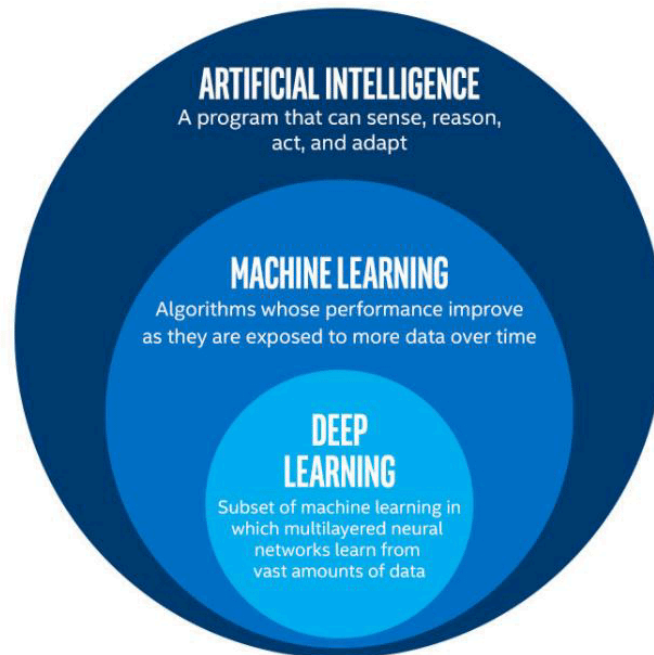 ARTIFICIAL INTELLIGENCE
A program that can sense, reason,
act, and adapt
MACHINE LEARNING
Algorithms whose performance improve
as they are exposed to more data over time
DEEP
LEARNING
Subset of machine learning in
which multilayered neural
networks learn from
vast amounts of data